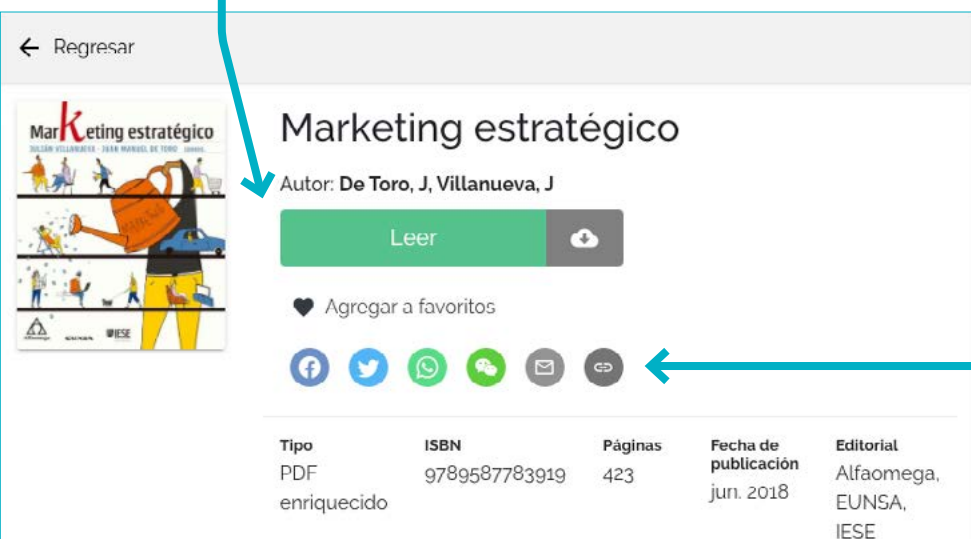 Regresar
MarKeting estratégico
JULIÁN VILLANUEVA - JUAN MANUEL DE TORO
Marketing estratégico
Autor: De Toro, J, Villanueva, J
Leer
Agregar a favoritos
Alfaomega EUNSA IESE
Tipo ISBN Páginas Fecha de publicación Editorial
PDF enriquecido
9789587783919
423
jun. 2018
Alfaomega,
EUNSA,
IESE